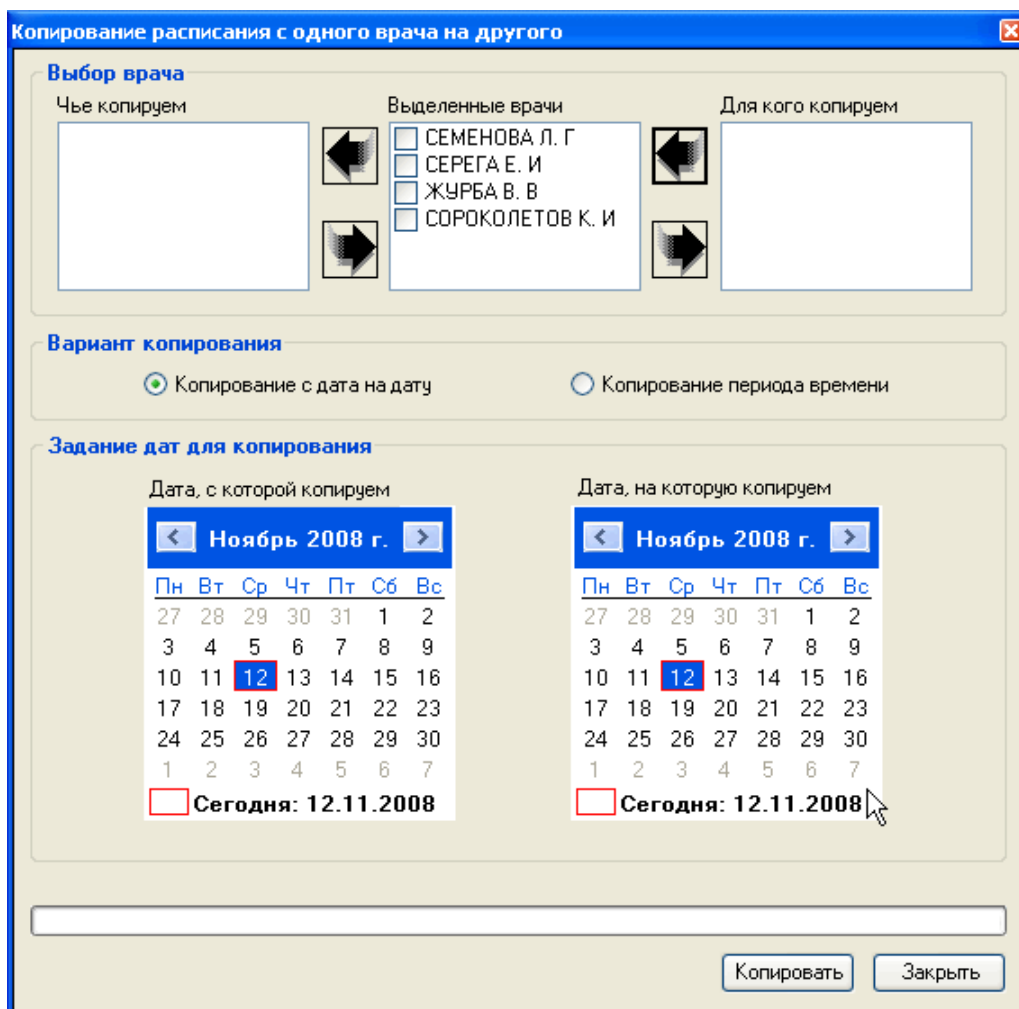 Копирование расписания с одного врача на другого
Выбор врача
Чье копируем Выделенные врачи Для кого копируем
СЕМЕНОВА Л. Г
СЕРЕГА Е. И
ЖУРБА В. В
СОРОКОЛЕТОВ К. И
Вариант копирования
Копирование с дата на дату Копирование периода времени
Задание дат для копирования
Дата, с которой копируем Дата, на которую копируем
Ноябрь 2008 г. Ноябрь 2008 г.
Пн Вт Ср Чт Пт Сб Вс Пн Вт Ср Чт Пт Сб Вс
27 28 29 30 31 1 2 27 28 29 30 31 1 2
3 4 5 6 7 8 9 3 4 5 6 7 8 9
10 11 12 13 14 15 16 10 11 12 13 14 15 16
17 18 19 20 21 22 23 17 18 19 20 21 22 23
24 25 26 27 28 29 30 24 25 26 27 28 29 30
1 2 3 4 5 6 7 1 2 3 4 5 6 7
Сегодня: 12.11.2008 Сегодня: 12.11.2008
Копировать Закрыть